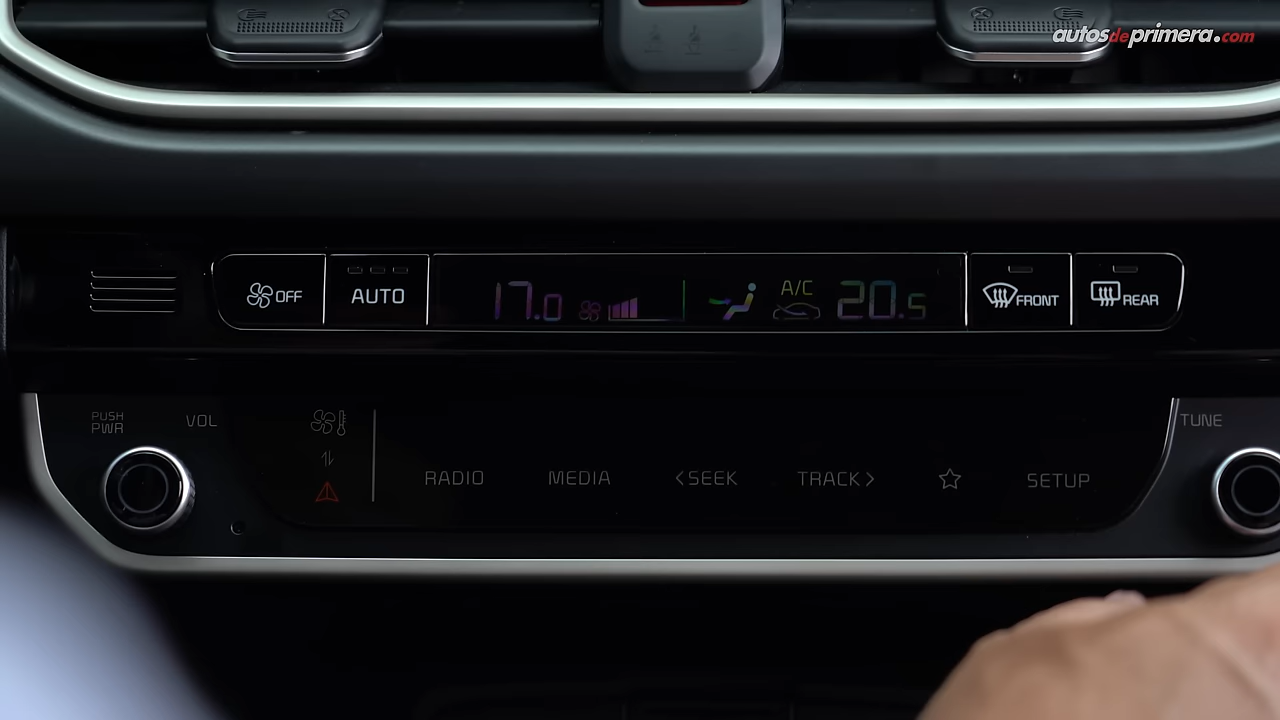 autosdeprimera.com
OFF
AUTO
17.0
A/C
20.5
FRONT
REAR
PUSH
PWR
VOL
TUNE
RADIO
MEDIA
<SEEK
TRACK>
SETUP